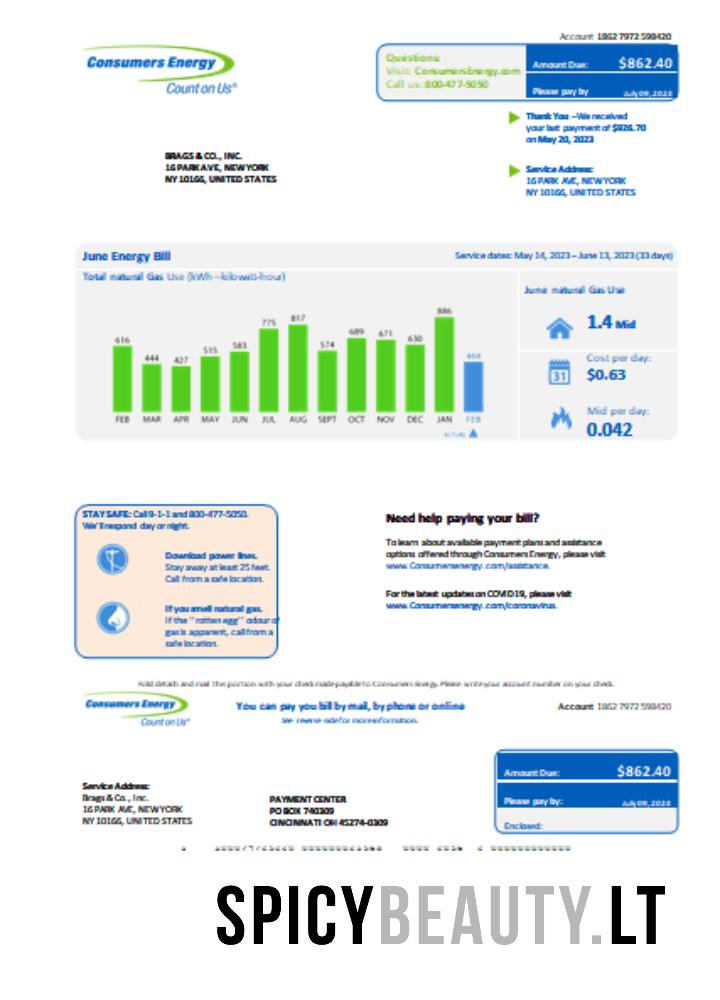 Account 1862 7972 598420
Consumers Energy
Count on Us®
Questions:
Visit: ConsumersEnergy.com
Call us: 800-477-5050
Amount Due: $862.40
Please pay by July 09, 2023
Thank You –We received
your last payment of $926.70
on May 20, 2023
BRAGS & CO., INC.
16 PARK AVE, NEWYORK
NY 10166, UNITED STATES
Service Address:
16 PARK AVE, NEWYORK
NY 10166, UNITED STATES
June Energy Bill
Service dates: May 14, 2023 – June 13, 2023 (33 days)
Total natural Gas Use (kWh –kilowatt-hour)
616 444 427 515 583 775 817 574 689 671 630 886 468
FEB MAR APR MAY JUN JUL AUG SEPT OCT NOV DEC JAN FEB
ACTUAL
June natural Gas Use
1.4 Mid
Cost per day:
31
$0.63
Mid per day:
0.042
STAY SAFE: Call 9-1-1 and 800-477-5050.
We'll respond day or night.
Download power lines.
Stay away at least 25 feet.
Call from a safe location.
If you smell natural gas.
If the "rotten egg" odour of
gas is apparent, call from a
safe location.
Need help paying your bill?
To learn about available payment plans and assistance
options offered through Consumers Energy, please visit
www. Consumersenergy. com/assistance.
For the latest updates on COVID19, please visit
www. Consumersenergy. com/coronavirus.
Fold detach and mail this portion with your check made payable to Consumers Energy. Please write your account number on your check.
Consumers Energy
Count on Us®
You can pay you bill by mail, by phone or online
See reverse side for more information.
Account 1862 7972 598420
Service Address:
Brags & Co., Inc.
16 PARK AVE, NEWYORK
NY 10166, UNITED STATES
PAYMENT CENTER
PO BOX 740309
CINCINNATI OH 45274-0309
Amount Due: $862.40
Please pay by: July 09, 2023
Enclosed:
SPICYBEAUTY.LT